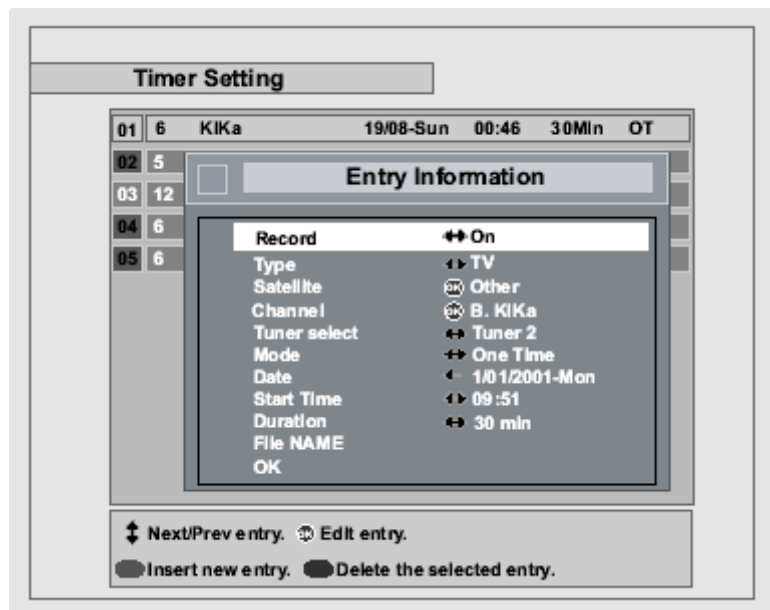 Timer Setting
01 6 KIKa 19/08-Sun 00:46 30MIn OT
02 5
03 12
04 6
05 6
Entry Information
Record On
Type TV
Satellite OK Other
Channel OK B. KIKa
Tuner select Tuner 2
Mode One Time
Date 1/01/2001-Mon
Start Time 09:51
Duration 30 min
File NAME
OK
Next/Prev entry. OK Edit entry.
Insert new entry. Delete the selected entry.